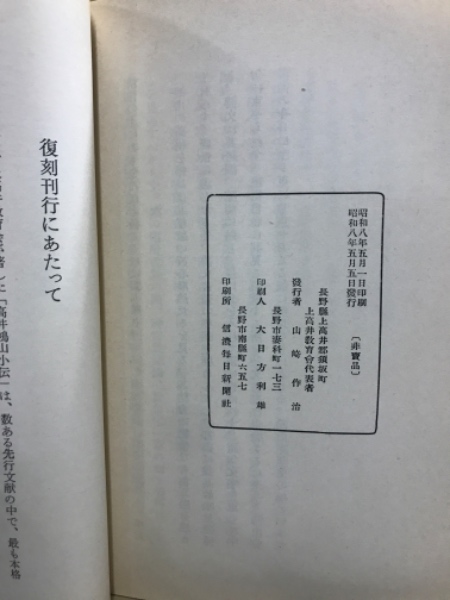 昭和八年五月一日印刷
昭和八年五月五日發行
〔非賣品〕
長野縣上高井郡須坂町
上高井敎育會代表者
發行者 山崎作治
長野市妻科町一七三
印刷人 大日方利雄
長野市南縣町六五七
印刷所 信濃每日新聞社
復刻刊行にあたって
「高井鴻山小伝」は、数ある先行文献の中で、最も本格